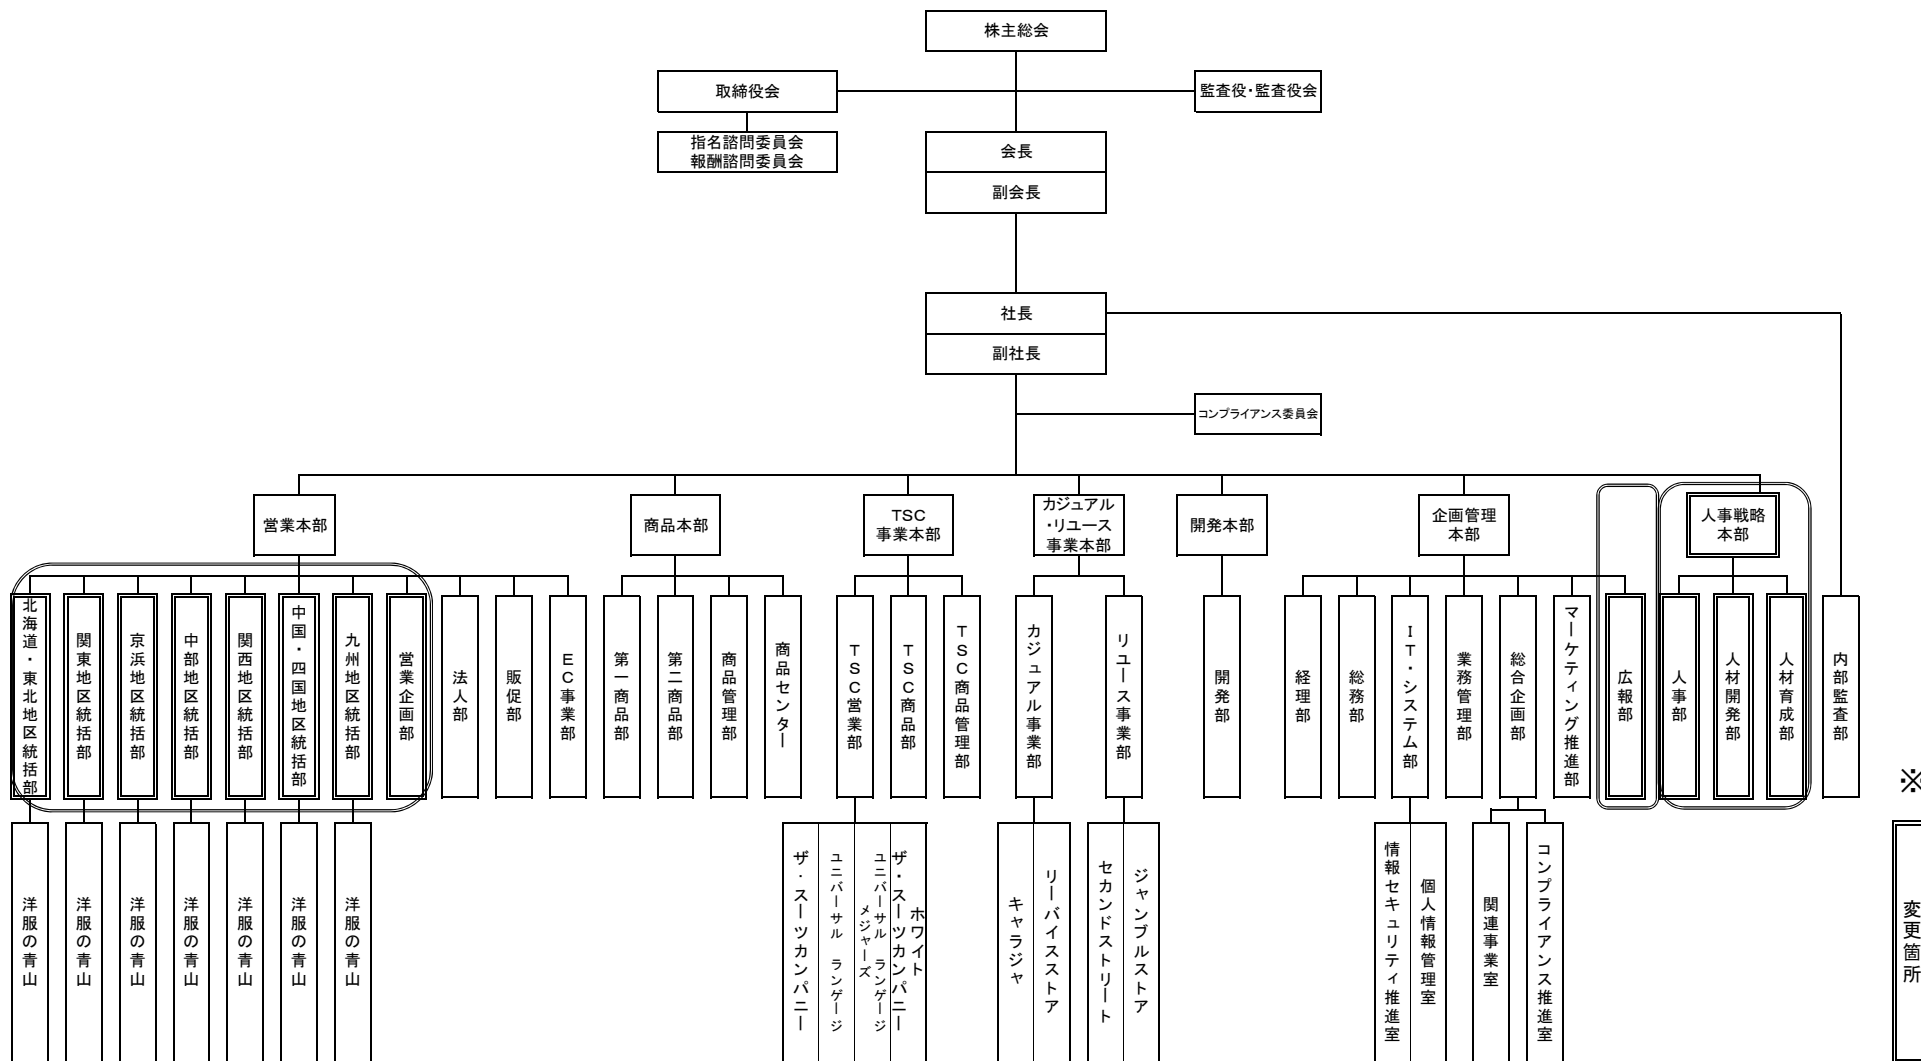 株主総会
取締役会
監査役・監査役会
指名諮問委員会
報酬諮問委員会
会長
副会長
社長
副社長
コンプライアンス委員会
営業本部
商品本部
TSC
事業本部
カジュアル
・リユース
事業本部
開発本部
企画管理
本部
人事戦略
本部
北海道・東北地区統括部
関東地区統括部
京浜地区統括部
中部地区統括部
関西地区統括部
中国・四国地区統括部
九州地区統括部
営業企画部
法人部
販促部
EC事業部
第一商品部
第二商品部
商品管理部
商品センター
TSC営業部
TSC商品部
TSC商品管理部
カジュアル事業部
リユース事業部
開発部
経理部
総務部
IT・システム部
業務管理部
総合企画部
マーケティング推進部
広報部
人事部
人材開発部
人材育成部
内部監査部
※
洋服の青山
洋服の青山
洋服の青山
洋服の青山
洋服の青山
洋服の青山
洋服の青山
ザ・スーツカンパニー
ユニバーサル ランゲージ
ユニバーサル ランゲージ
メジャーズ
ホワイト
ザ・スーツカンパニー
キャラジャ
リーバイスストア
セカンドストリート
ジャンブルストア
情報セキュリティ推進室
個人情報管理室
関連事業室
コンプライアンス推進室
変更箇所